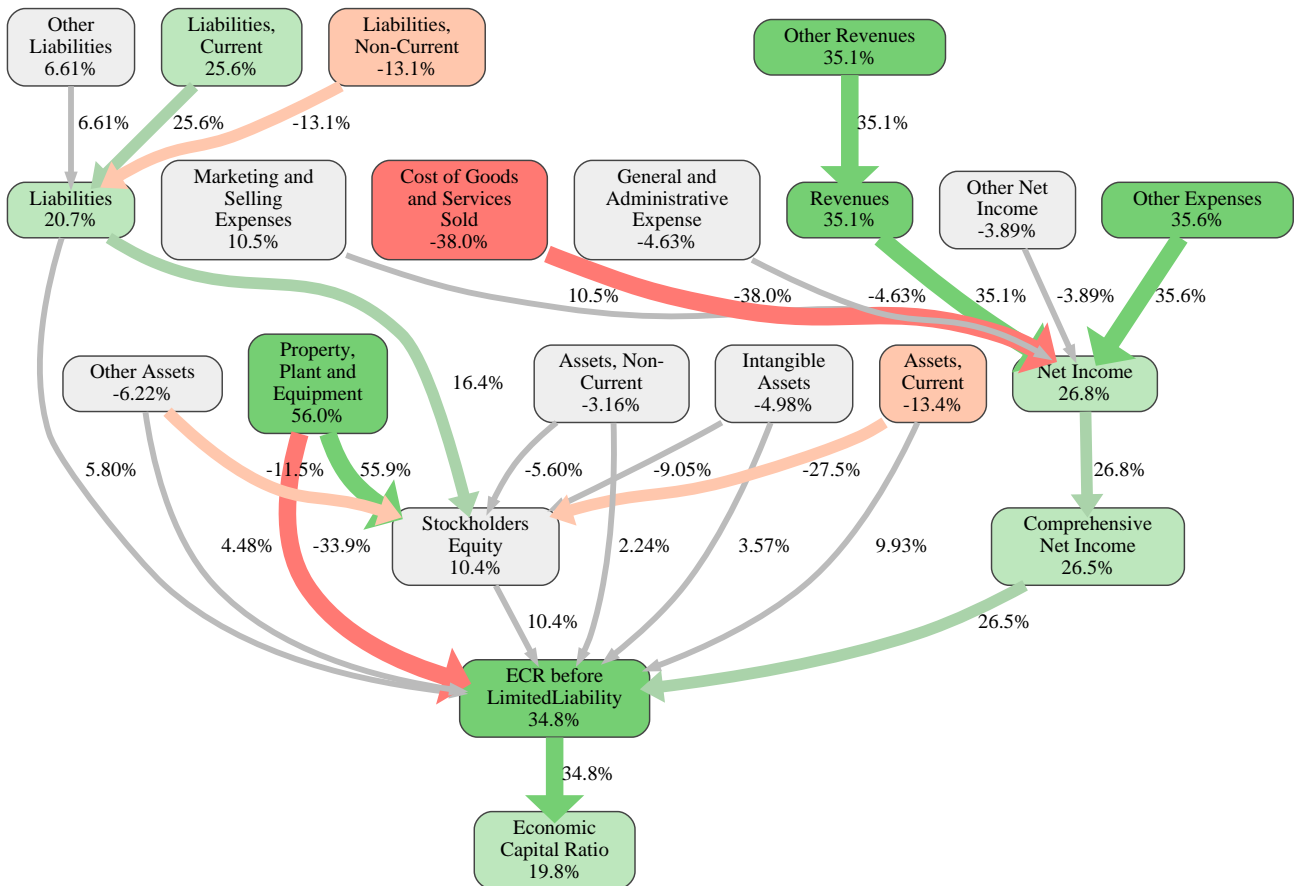 Other
Liabilities
6.61%
Liabilities,
Current
25.6%
Liabilities,
Non-Current
-13.1%
Other Revenues
35.1%
6.61%
25.6%
-13.1%
35.1%
Liabilities
20.7%
Marketing and
Selling
Expenses
10.5%
Cost of Goods
and Services
Sold
-38.0%
General and
Administrative
Expense
-4.63%
Revenues
35.1%
Other Net
Income
-3.89%
Other Expenses
35.6%
10.5%
-38.0%
-4.63%
35.1%
-3.89%
35.6%
Other Assets
-6.22%
Property,
Plant and
Equipment
56.0%
16.4%
Assets, Non-
Current
-3.16%
Intangible
Assets
-4.98%
Assets,
Current
-13.4%
Net Income
26.8%
5.80%
-11.5%
55.9%
-5.60%
-9.05%
-27.5%
26.8%
4.48%
-33.9%
Stockholders
Equity
10.4%
2.24%
3.57%
9.93%
Comprehensive
Net Income
26.5%
10.4%
26.5%
ECR before
LimitedLiability
34.8%
34.8%
Economic
Capital Ratio
19.8%